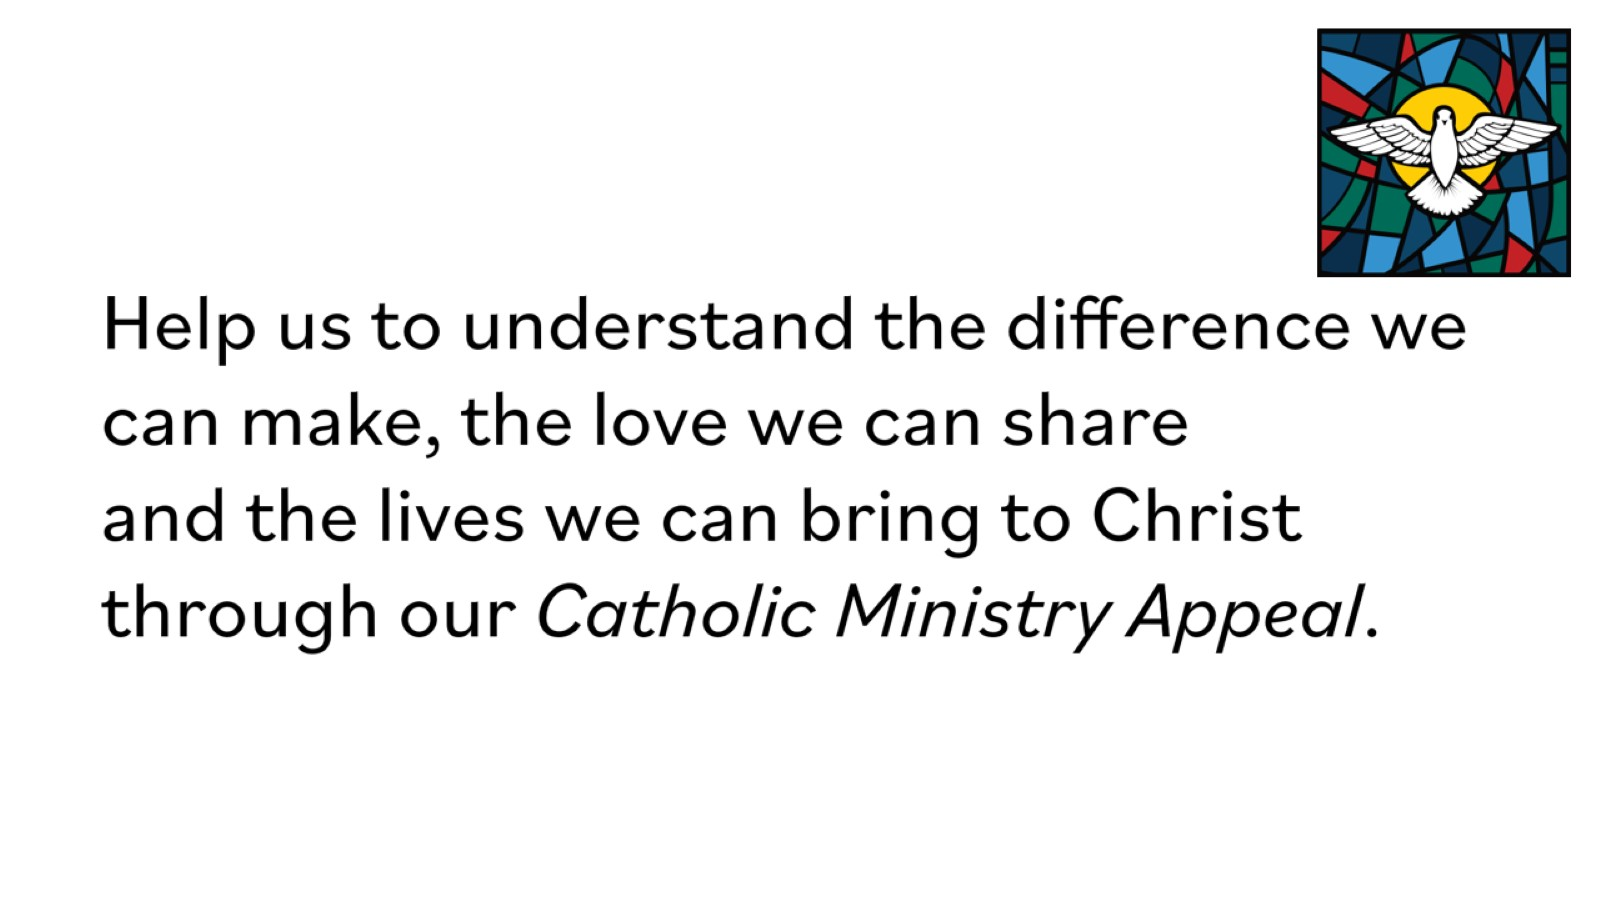 Help us to understand the difference we
can make, the love we can share
and the lives we can bring to Christ
through our Catholic Ministry Appeal.